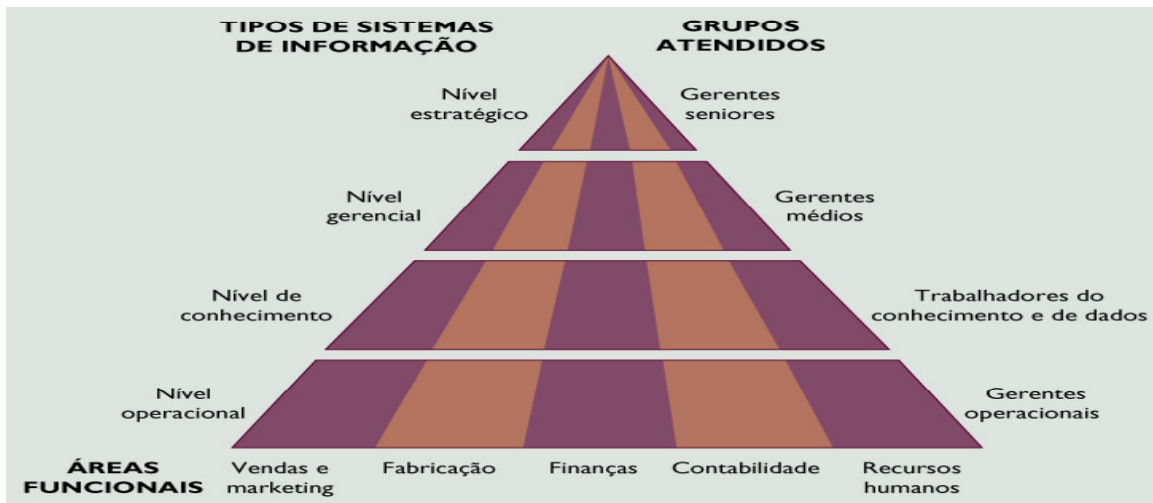 TIPOS DE SISTEMAS
DE INFORMAÇÃO
GRUPOS
ATENDIDOS
Nível
estratégico
Gerentes
seniores
Nível
gerencial
Gerentes
médios
Nível de
conhecimento
Trabalhadores do
conhecimento e de dados
Nível
operacional
Gerentes
operacionais
ÁREAS
FUNCIONAIS
Vendas e
marketing
Fabricação
Finanças
Contabilidade
Recursos
humanos